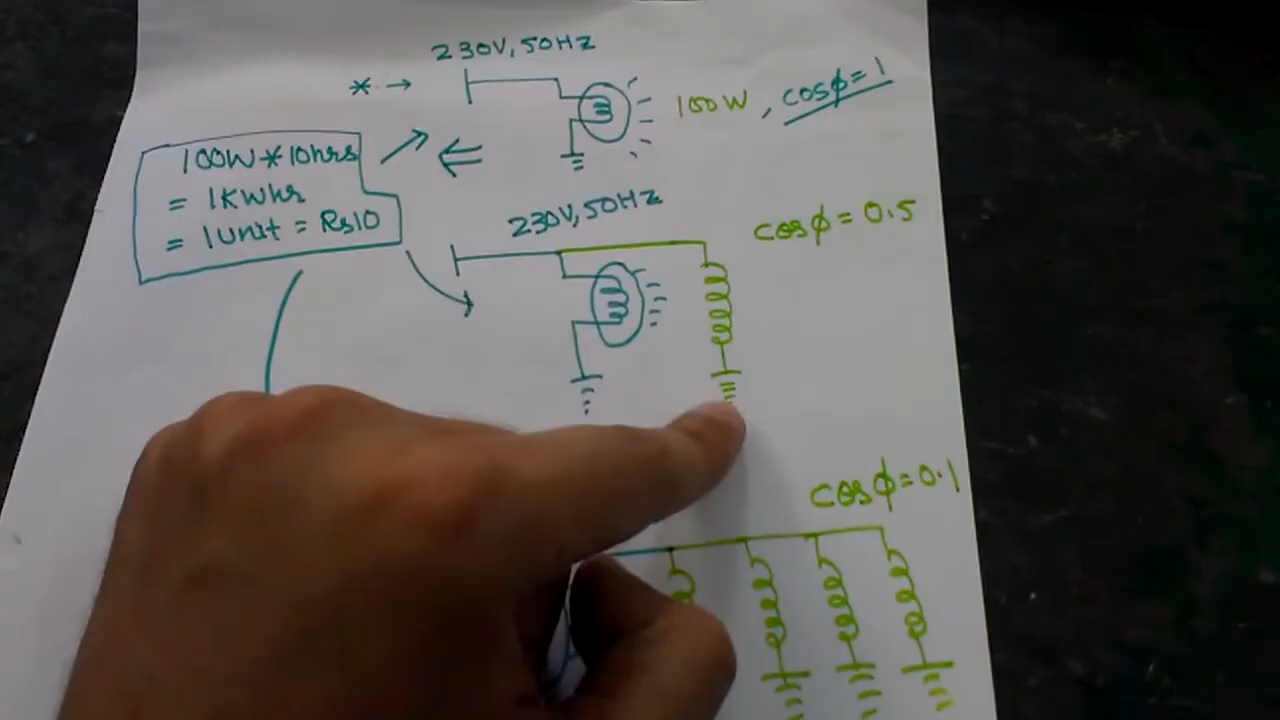 230V, 50HZ
* →
100W, cosϕ=1
100W * 10hrs
= 1KWhr
= 1unit = Rs10
230V, 50HZ
cosϕ = 0.5
cosϕ=0.1